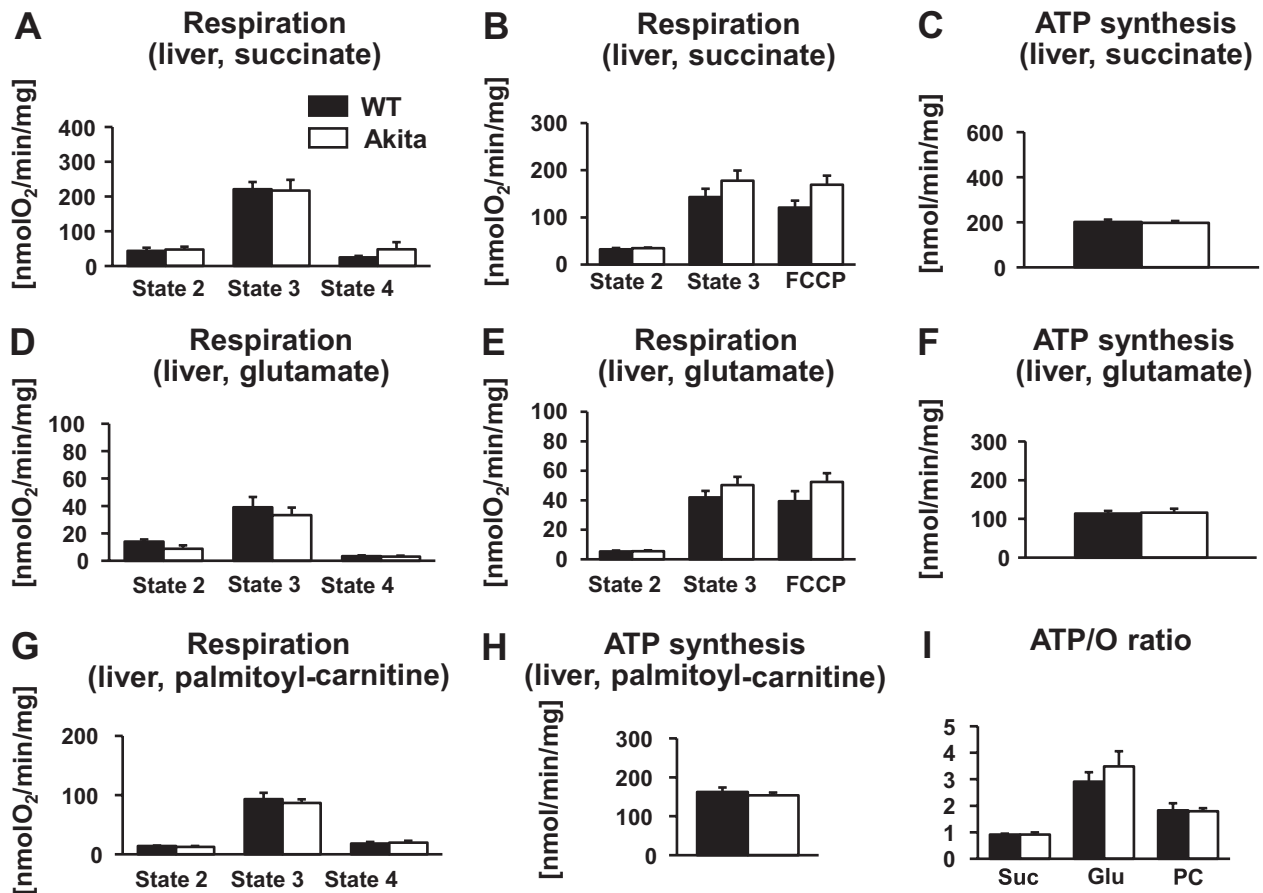 A
Respiration
(liver, succinate)
[nmolO₂/min/mg]
400
300
200
100
0
WT
Akita
State 2 State 3 State 4
B
Respiration
(liver, succinate)
[nmolO₂/min/mg]
300
200
100
0
State 2 State 3 FCCP
C
ATP synthesis
(liver, succinate)
[nmol/min/mg]
600
400
200
0
D
Respiration
(liver, glutamate)
[nmolO₂/min/mg]
100
80
60
40
20
0
State 2 State 3 State 4
E
Respiration
(liver, glutamate)
[nmolO₂/min/mg]
100
80
60
40
20
0
State 2 State 3 FCCP
F
ATP synthesis
(liver, glutamate)
[nmol/min/mg]
300
200
100
0
G
Respiration
(liver, palmitoyl-carnitine)
[nmolO₂/min/mg]
200
100
0
State 2 State 3 State 4
H
ATP synthesis
(liver, palmitoyl-carnitine)
[nmol/min/mg]
300
200
100
0
I
ATP/O ratio
5
4
3
2
1
0
Suc Glu PC